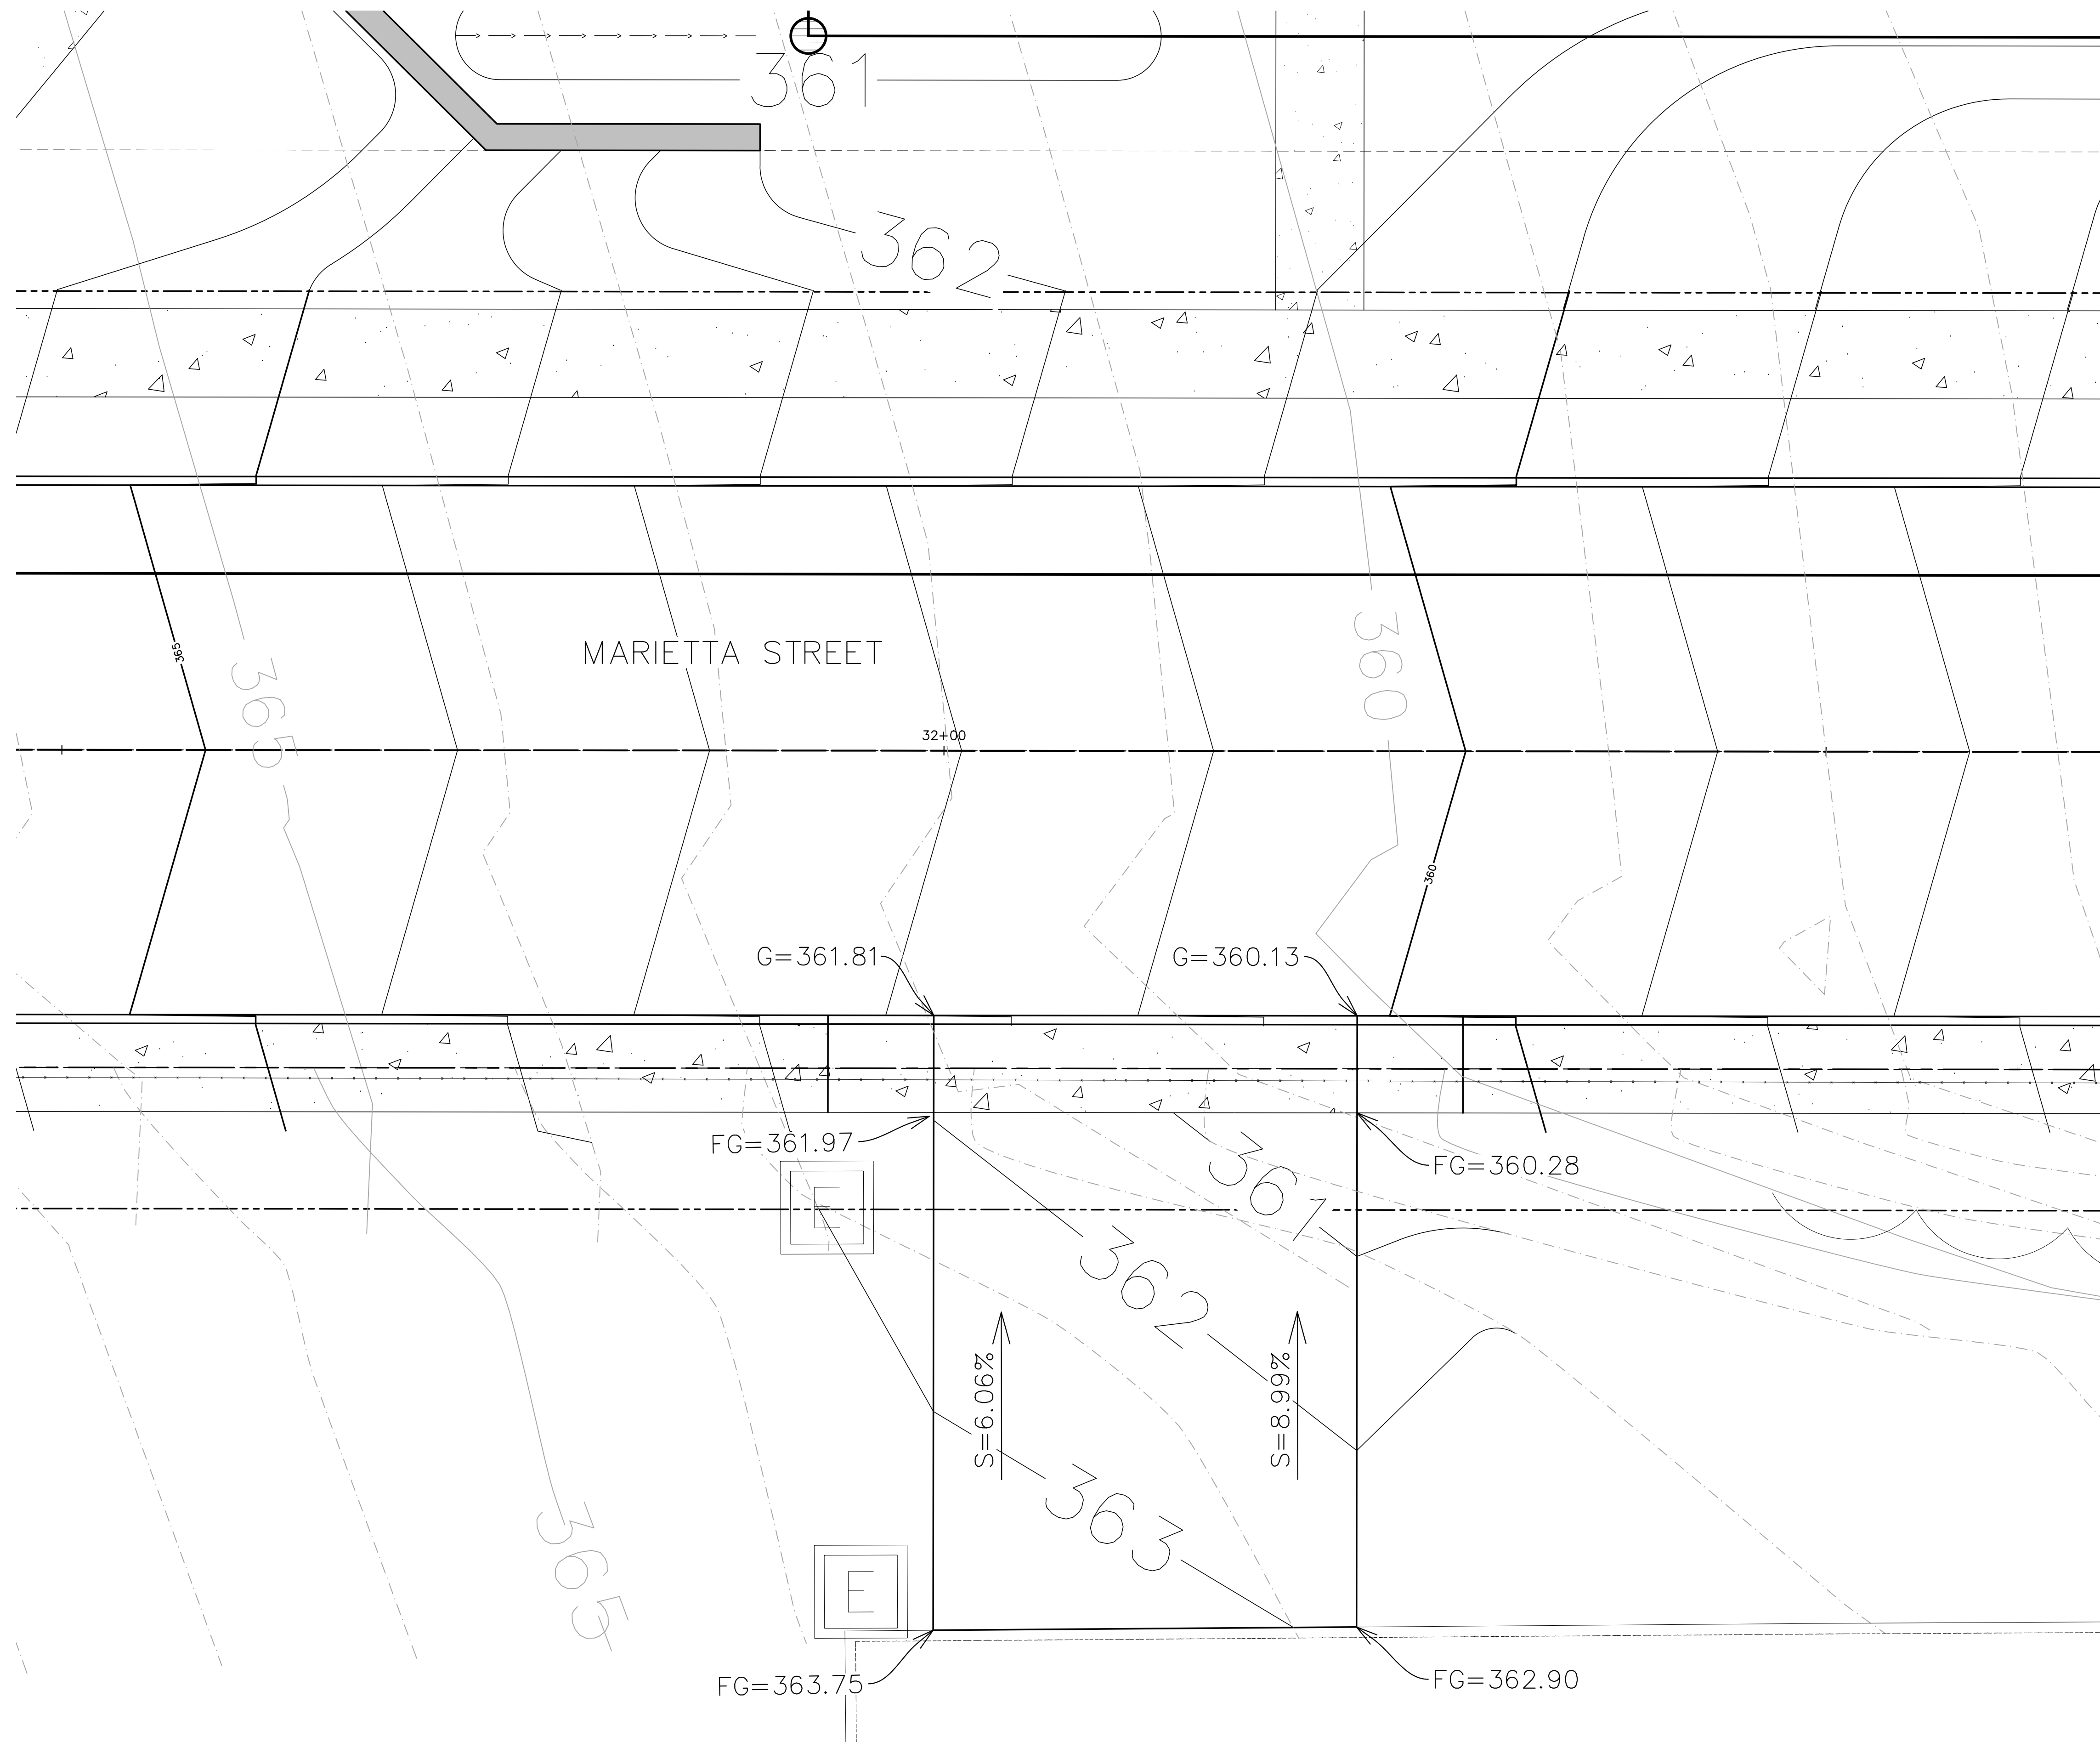 361
362
365
MARIETTA STREET
360
365
32+00
360
G=361.81
G=360.13
FG=361.97
361
FG=360.28
E
362
S=6.06%
S=8.99%
363
365
E
FG=363.75
FG=362.90